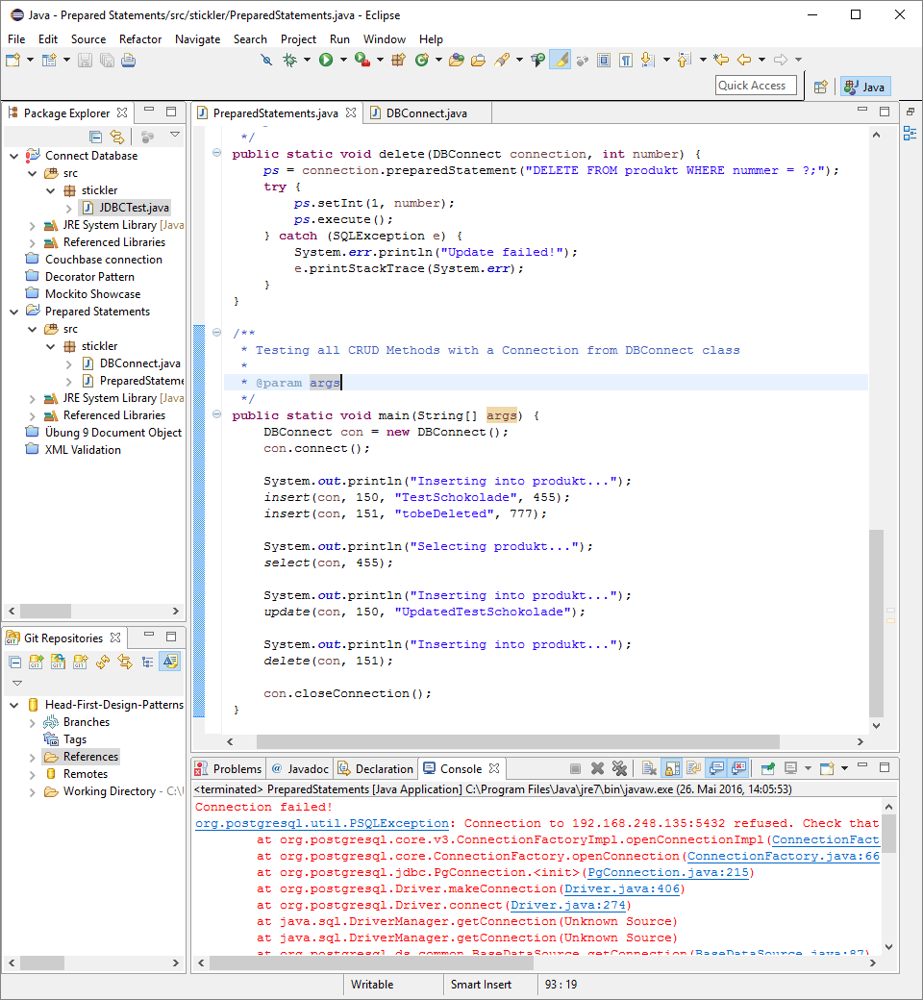 Java - Prepared Statements/src/stickler/PreparedStatements.java - Eclipse
File Edit Source Refactor Navigate Search Project Run Window Help
Quick Access
Java
Package Explorer
Connect Database
src
stickler
JDBCTest.java
JRE System Library [Java
Referenced Libraries
Couchbase connection
Decorator Pattern
Mockito Showcase
Prepared Statements
src
stickler
DBConnect.java
PreparedStateme
JRE System Library [Java
Referenced Libraries
Übung 9 Document Object
XML Validation
Git Repositories
Head-First-Design-Patterns
Branches
Tags
References
Remotes
Working Directory - C:\U
PreparedStatements.java DBConnect.java
*/
public static void delete(DBConnect connection, int number) {
ps = connection.preparedStatement("DELETE FROM produkt WHERE nummer = ?;");
try {
ps.setInt(1, number);
ps.execute();
} catch (SQLException e) {
System.err.println("Update failed!");
e.printStackTrace(System.err);
}
}
/**
* Testing all CRUD Methods with a Connection from DBConnect class
*
* @param args
*/
public static void main(String[] args) {
DBConnect con = new DBConnect();
con.connect();
System.out.println("Inserting into produkt...");
insert(con, 150, "TestSchokolade", 455);
insert(con, 151, "tobeDeleted", 777);
System.out.println("Selecting produkt...");
select(con, 455);
System.out.println("Inserting into produkt...");
update(con, 150, "UpdatedTestSchokolade");
System.out.println("Inserting into produkt...");
delete(con, 151);
con.closeConnection();
}
Problems @ Javadoc Declaration Console
<terminated> PreparedStatements [Java Application] C:\Program Files\Java\jre7\bin\javaw.exe (26. Mai 2016, 14:05:53)
Connection failed!
org.postgresql.util.PSQLException: Connection to 192.168.248.135:5432 refused. Check that
at org.postgresql.core.v3.ConnectionFactoryImpl.openConnectionImpl(ConnectionFact
at org.postgresql.core.ConnectionFactory.openConnection(ConnectionFactory.java:66
at org.postgresql.jdbc.PgConnection.<init>(PgConnection.java:215)
at org.postgresql.Driver.makeConnection(Driver.java:406)
at org.postgresql.Driver.connect(Driver.java:274)
at java.sql.DriverManager.getConnection(Unknown Source)
at java.sql.DriverManager.getConnection(Unknown Source)
at org.postgresql.ds.common.BaseDataSource.getConnection(BaseDataSource.java:87)
Writable Smart Insert 93 : 19